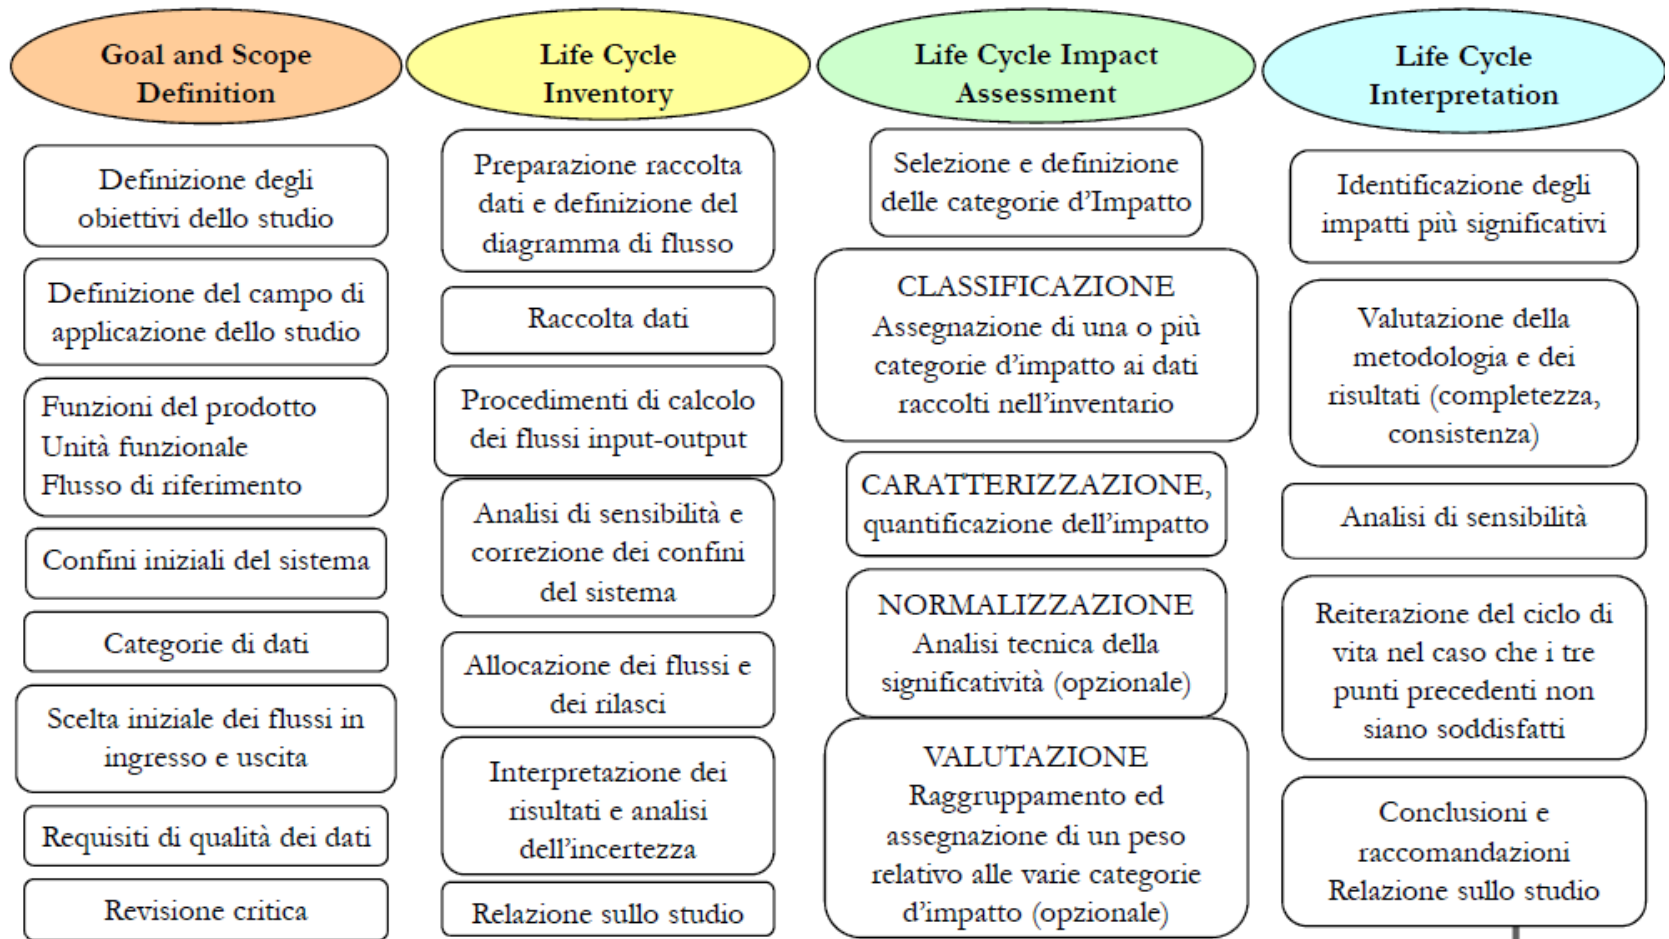 Goal and Scope
Definition
Definizione degli
obiettivi dello studio
Definizione del campo di
applicazione dello studio
Funzioni del prodotto
Unità funzionale
Flusso di riferimento
Confini iniziali del sistema
Categorie di dati
Scelta iniziale dei flussi in
ingresso e uscita
Requisiti di qualità dei dati
Revisione critica
Life Cycle
Inventory
Preparazione raccolta
dati e definizione del
diagramma di flusso
Raccolta dati
Procedimenti di calcolo
dei flussi input-output
Analisi di sensibilità e
correzione dei confini
del sistema
Allocazione dei flussi e
dei rilasci
Interpretazione dei
risultati e analisi
dell'incertezza
Relazione sullo studio
Life Cycle Impact
Assessment
Selezione e definizione
delle categorie d'Impatto
CLASSIFICAZIONE
Assegnazione di una o più
categorie d'impatto ai dati
raccolti nell'inventario
CARATTERIZZAZIONE,
quantificazione dell'impatto
NORMALIZZAZIONE
Analisi tecnica della
significatività (opzionale)
VALUTAZIONE
Raggruppamento ed
assegnazione di un peso
relativo alle varie categorie
d'impatto (opzionale)
Life Cycle
Interpretation
Identificazione degli
impatti più significativi
Valutazione della
metodologia e dei
risultati (completezza,
consistenza)
Analisi di sensibilità
Reiterazione del ciclo di
vita nel caso che i tre
punti precedenti non
siano soddisfatti
Conclusioni e
raccomandazioni
Relazione sullo studio